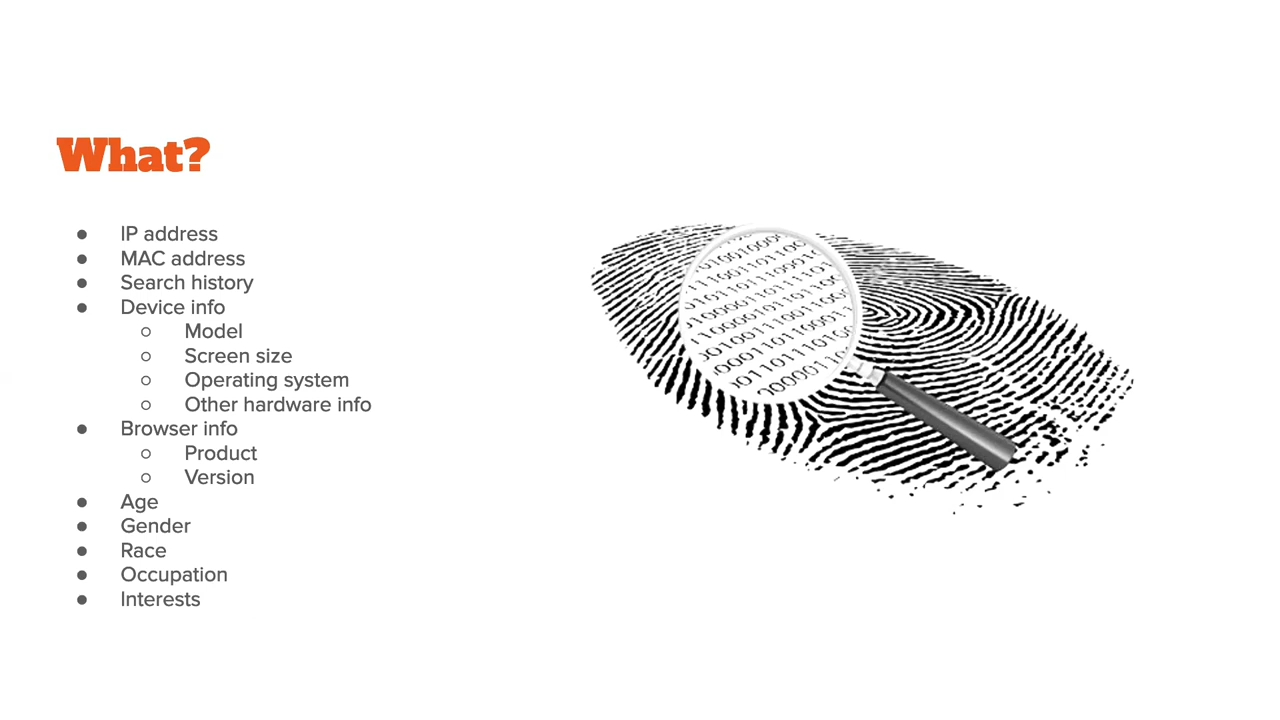 What?
● IP address
● MAC address
● Search history
● Device info
○ Model
○ Screen size
○ Operating system
○ Other hardware info
● Browser info
○ Product
○ Version
● Age
● Gender
● Race
● Occupation
● Interests